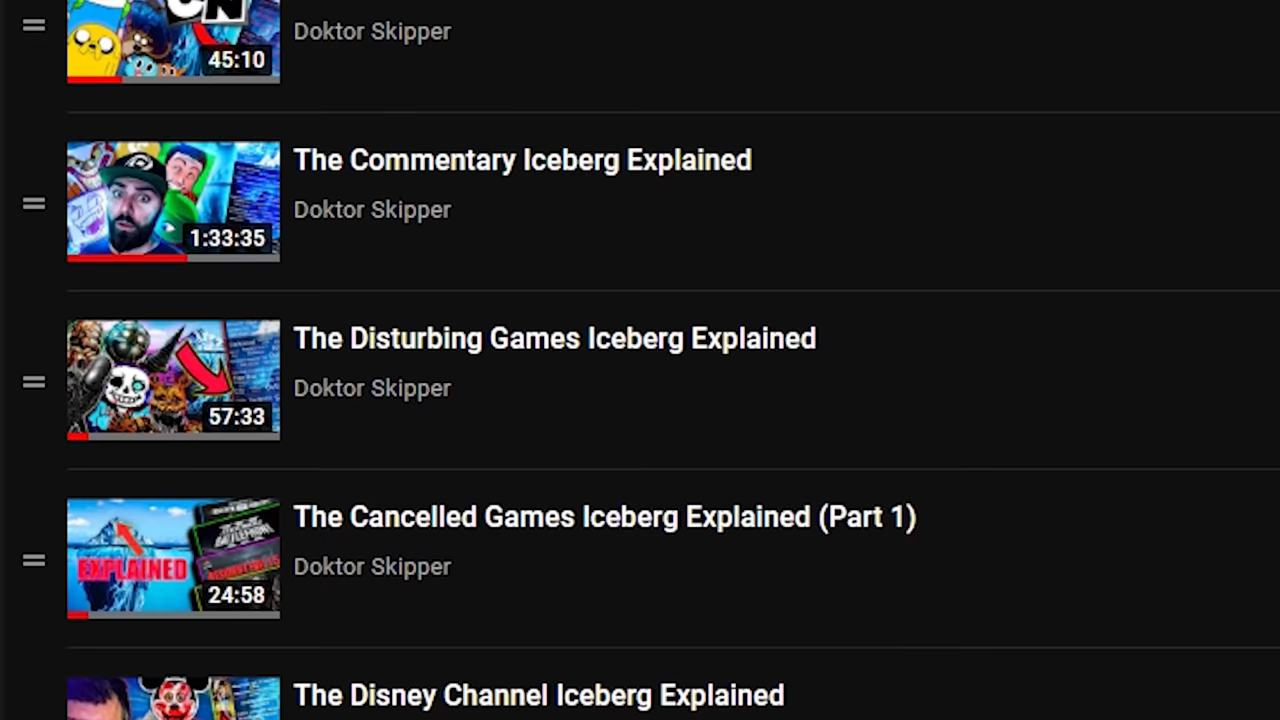 CN
Doktor Skipper
45:10
The Commentary Iceberg Explained
Doktor Skipper
1:33:35
The Disturbing Games Iceberg Explained
Doktor Skipper
57:33
The Cancelled Games Iceberg Explained (Part 1)
Doktor Skipper
EXPLAINED
24:58
The Disney Channel Iceberg Explained